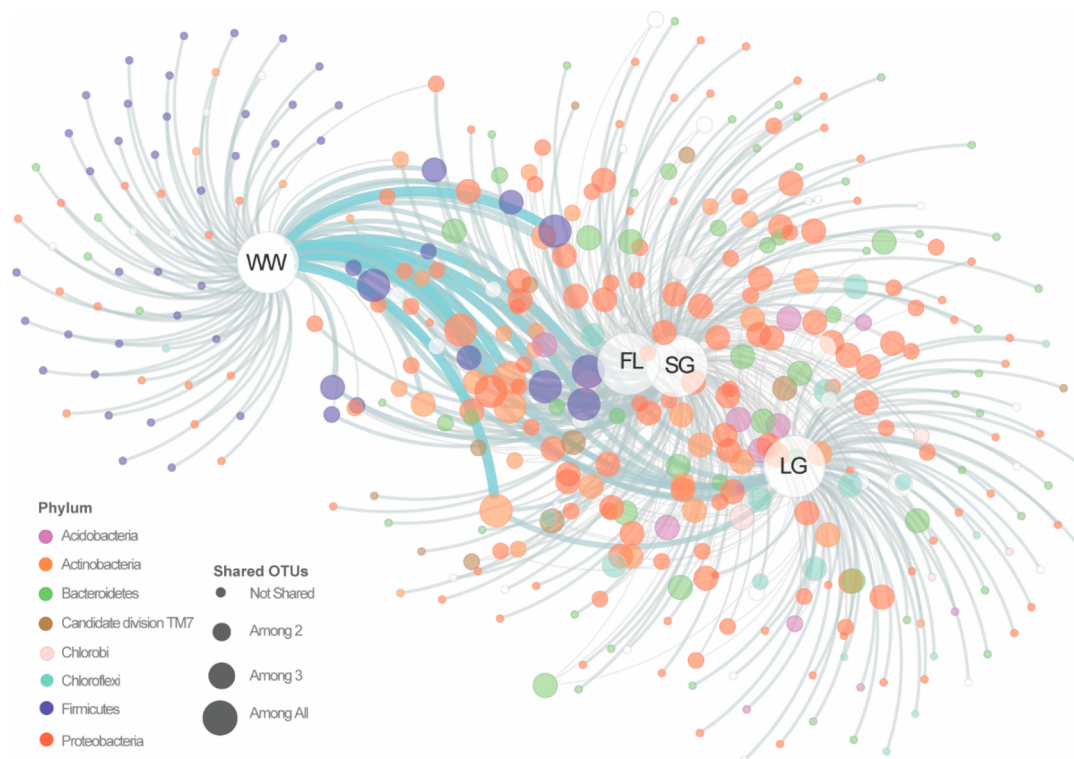 WW
FL
SG
LG
Phylum
Acidobacteria
Actinobacteria
Bacteroidetes
Candidate division TM7
Chlorobi
Chloroflexi
Firmicutes
Proteobacteria
Shared OTUs
Not Shared
Among 2
Among 3
Among All